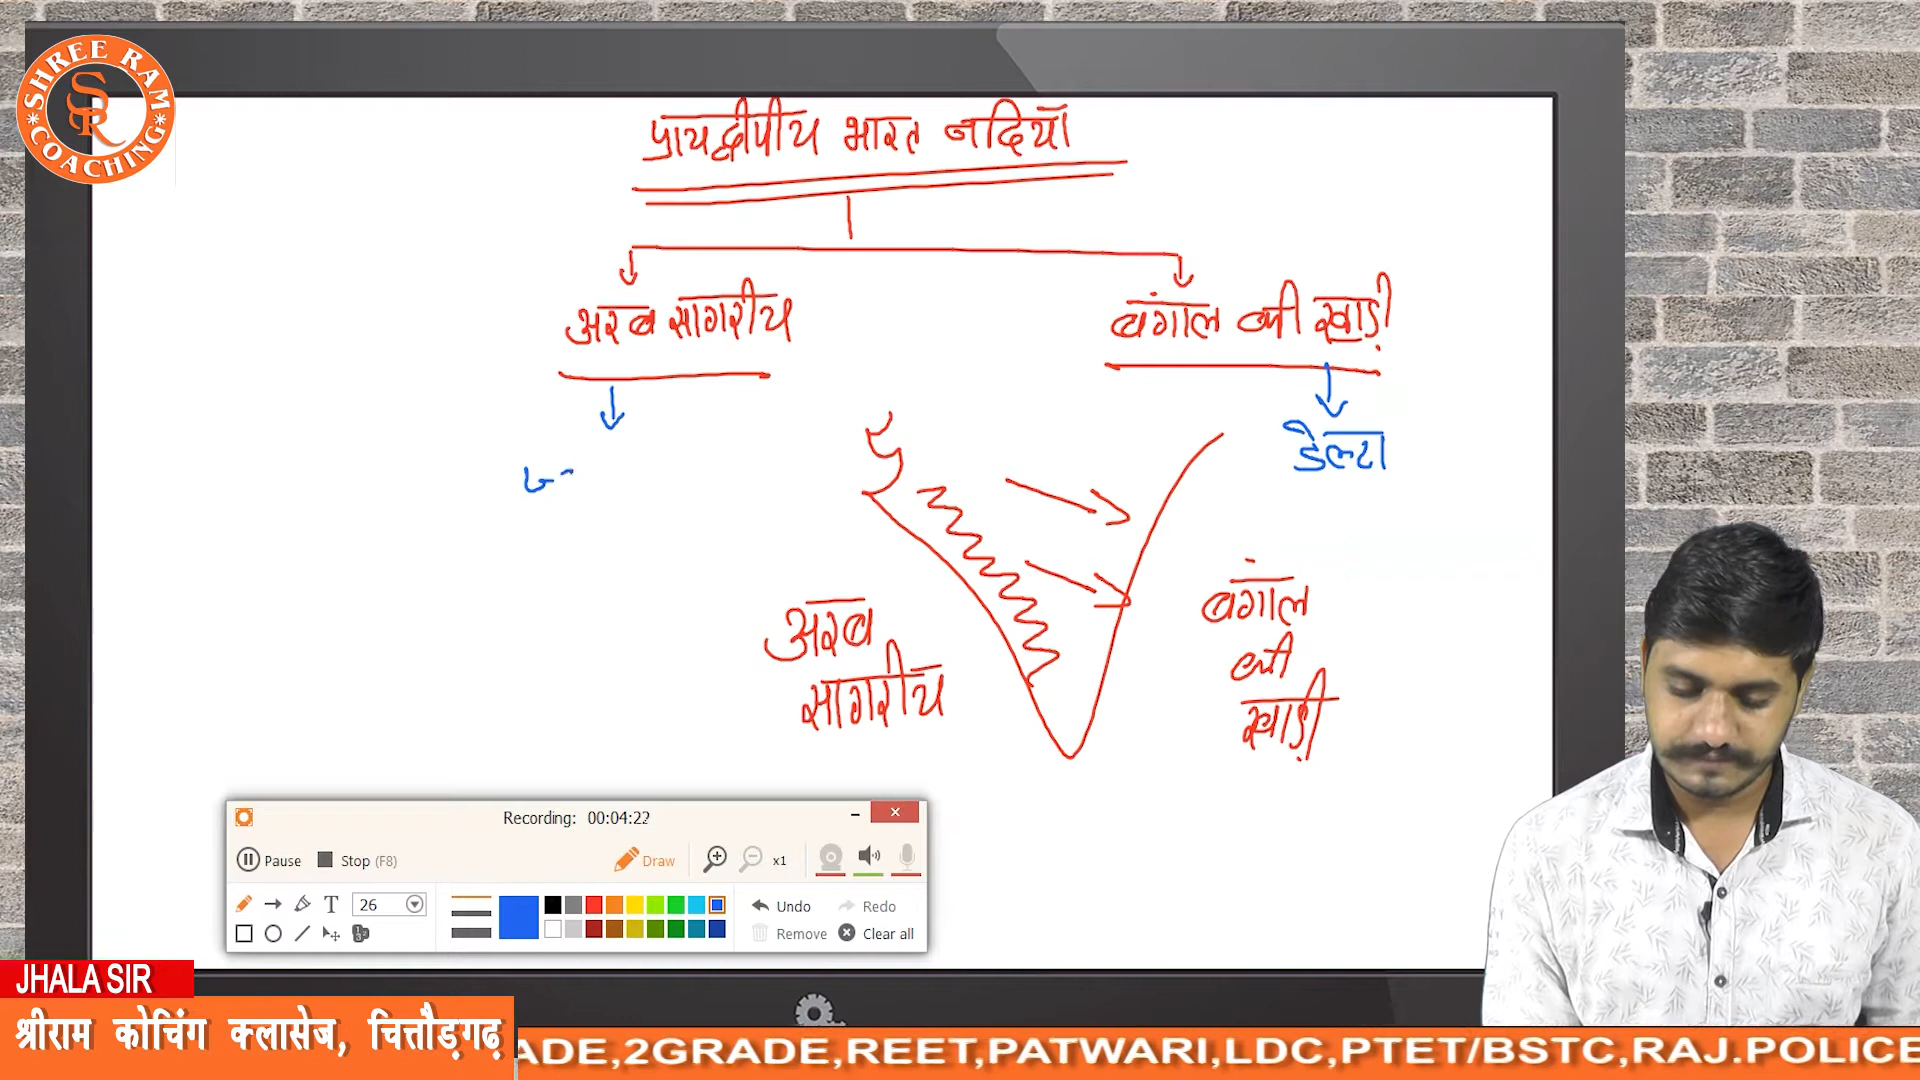 SHREE RAM
SR
COACHING
प्रायद्वीपीय भारत नदियाँ
अरब सागरीय
बंगाल की खाड़ी
डेल्टा
अरब
सागरीय
बंगाल
की
खाड़ी
Recording: 00:04:22
Pause
Stop (F8)
Draw
x1
T
26
Undo
Redo
Remove
Clear all
JHALA SIR
श्रीराम कोचिंग क्लासेज, चित्तौड़गढ़
ADE,2GRADE,REET,PATWARI,LDC,PTET/BSTC,RAJ.POLICE